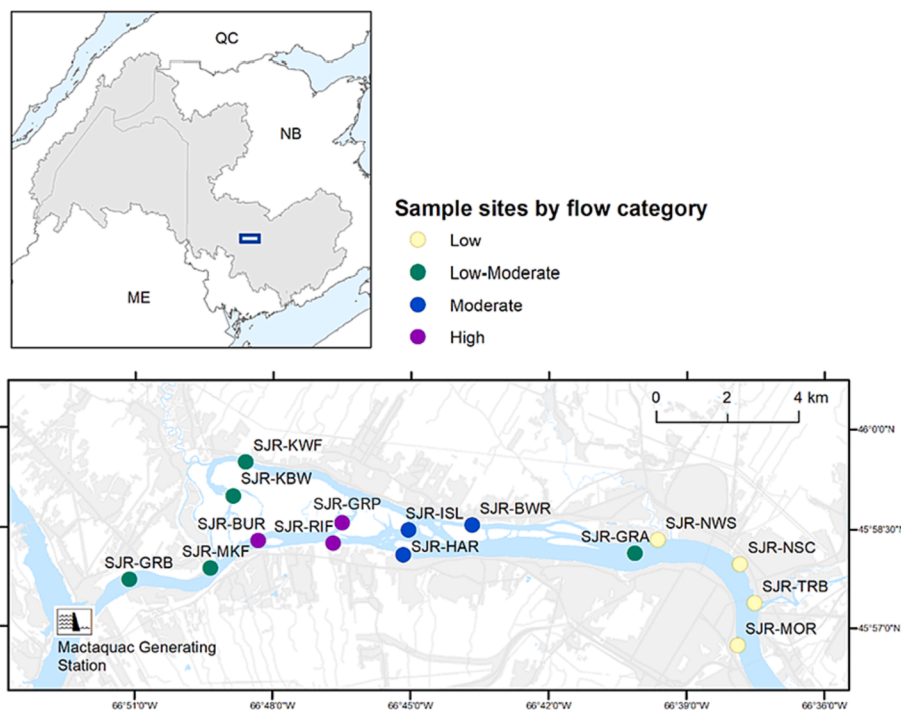 QC
NB
ME
Sample sites by flow category
Low
Low-Moderate
Moderate
High
0 2 4 km
46°0'0"N
SJR-KWF
SJR-KBW
SJR-GRP
SJR-ISL
SJR-BWR
SJR-BUR
SJR-RIF
SJR-NWS
45°58'30"N
SJR-GRA
SJR-HAR
SJR-MKF
SJR-NSC
SJR-GRB
SJR-TRB
SJR-MOR
45°57'0"N
Mactaquac Generating
Station
66°51'0"W 66°48'0"W 66°45'0"W 66°42'0"W 66°39'0"W 66°36'0"W